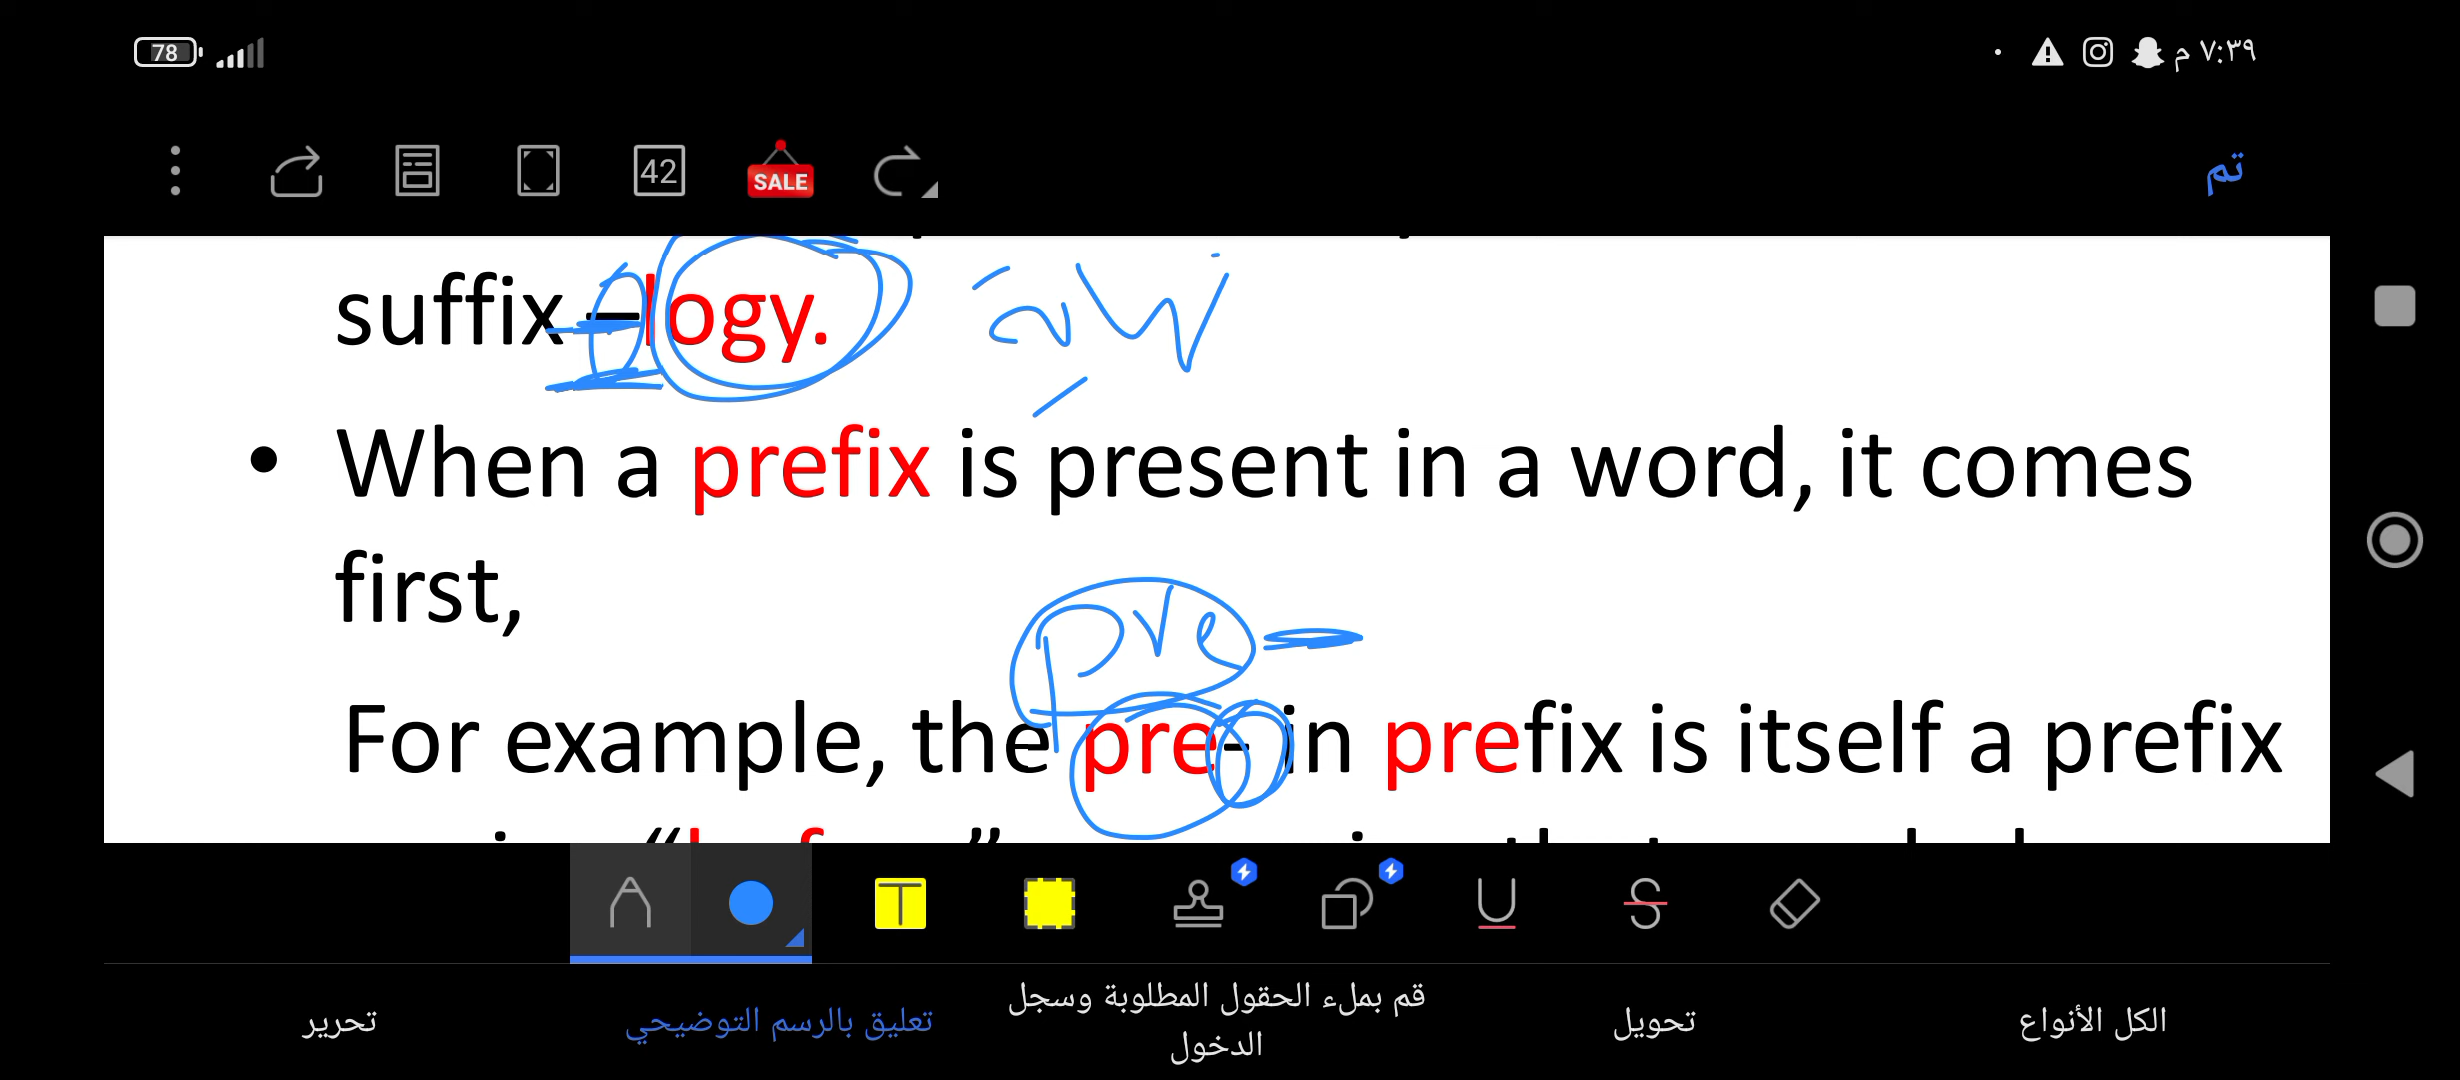 78
٧:٣٩ م
42
SALE
تم
suffix –logy.
• When a prefix is present in a word, it comes
first,
pre
For example, the pre- in prefix is itself a prefix
T
U
S
تحرير
تعليق بالرسم التوضيحي
قم بملء الحقول المطلوبة وسجل
الدخول
تحويل
الكل الأنواع